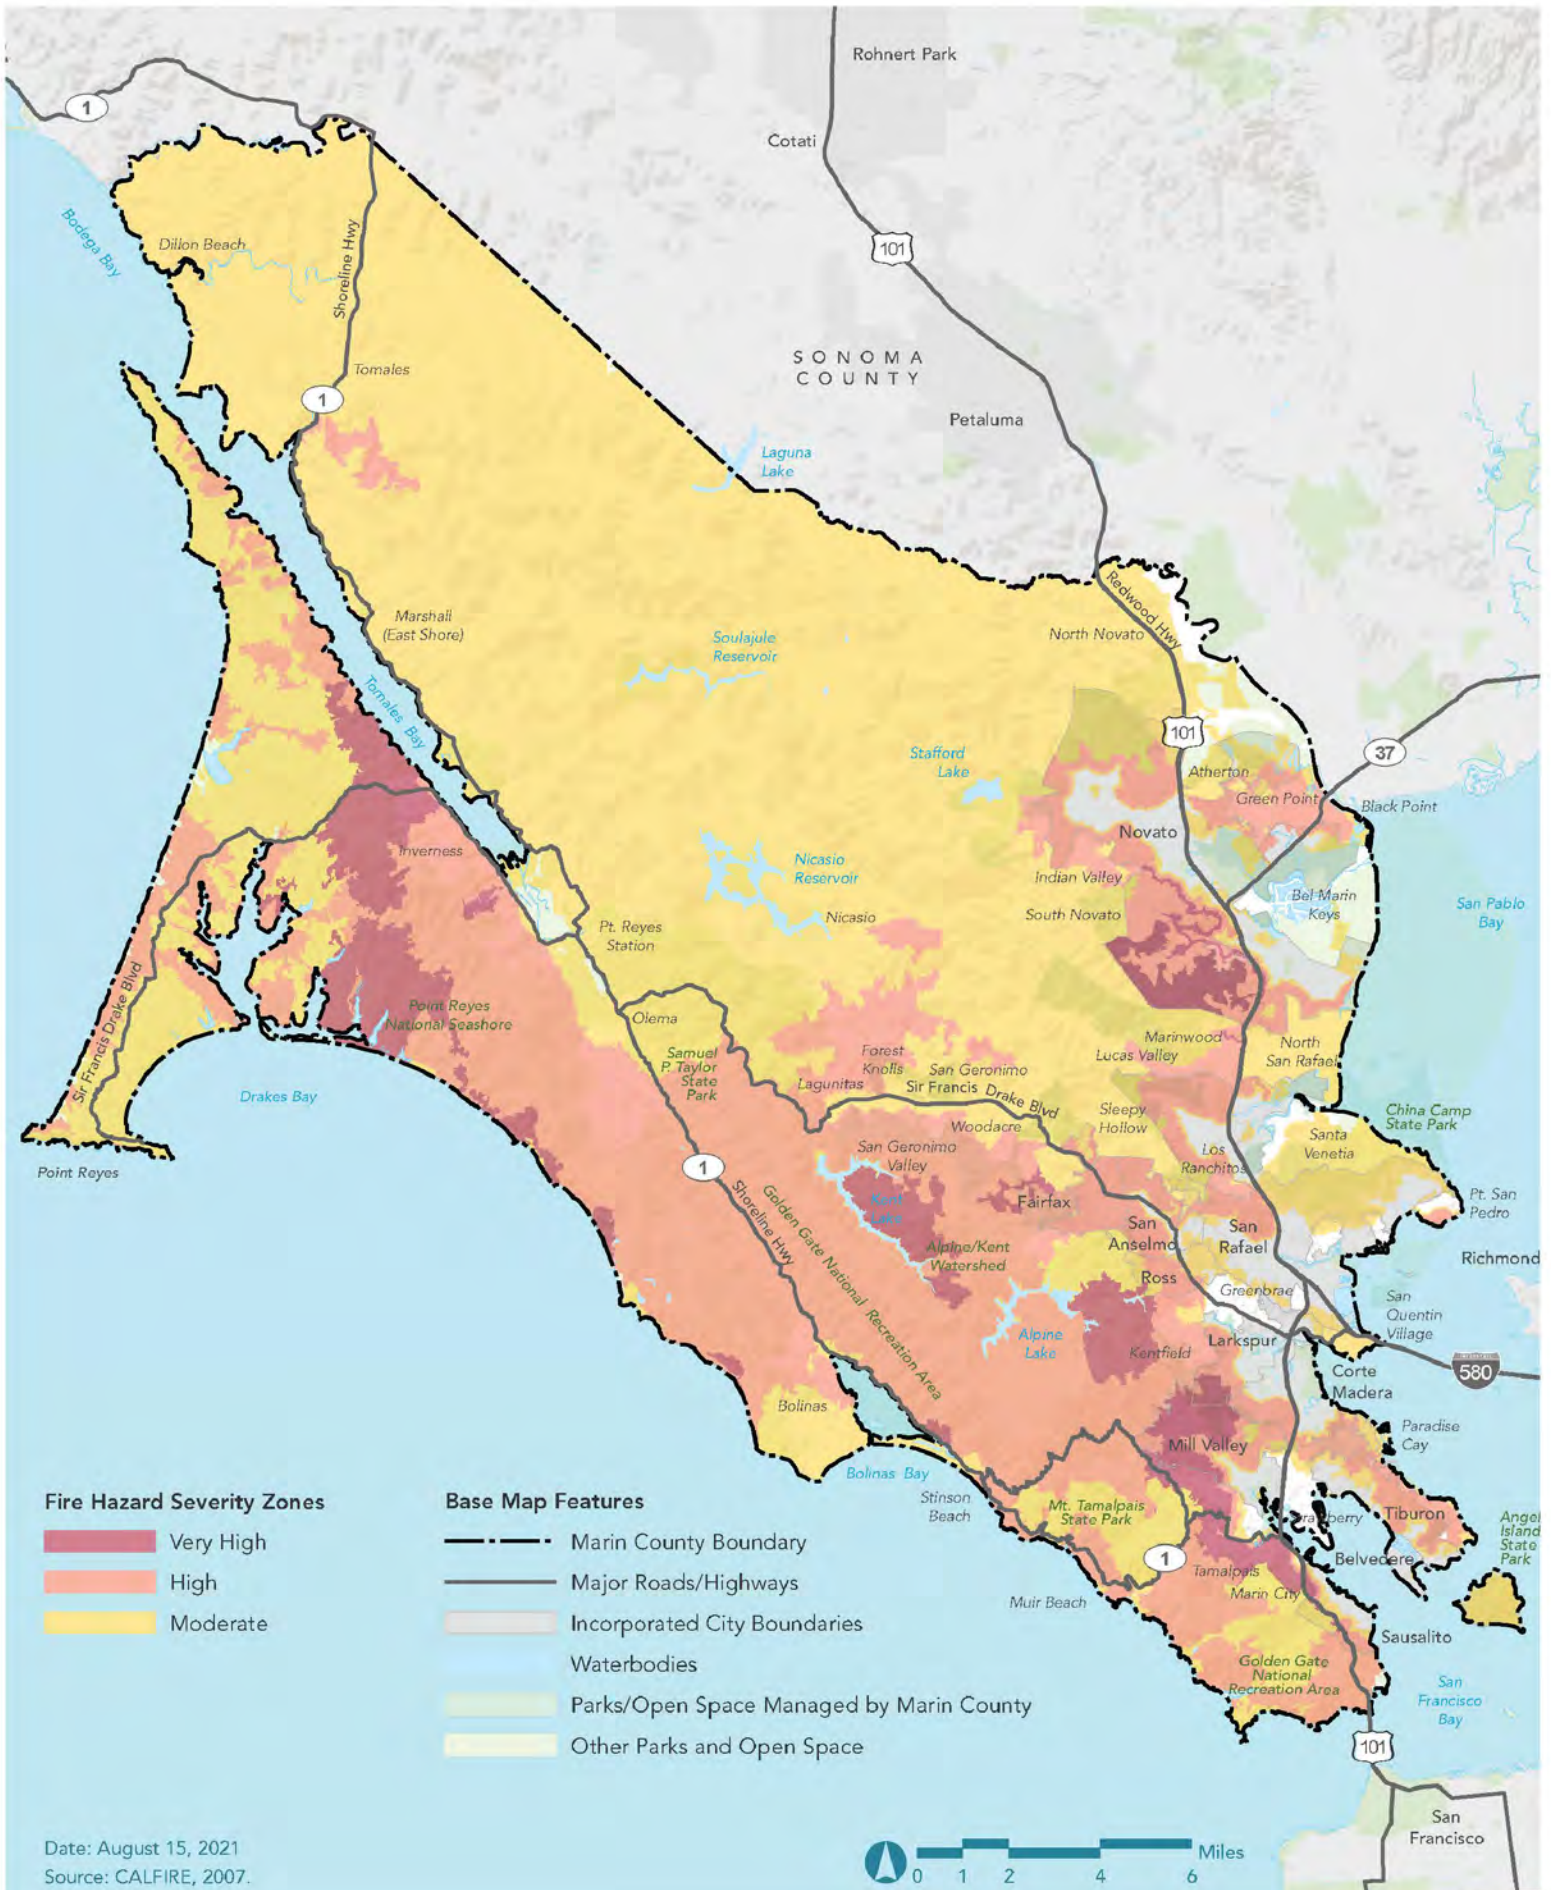 Rohnert Park
1
Cotati
Bodega Bay
Dillon Beach
Shoreline Hwy
101
SONOMA
COUNTY
Tomales
1
Petaluma
Laguna
Lake
Redwood Hwy
Marshall
(East Shore)
Soulajule
Reservoir
North Novato
Tomales Bay
101
37
Stafford
Lake
Atherton
Green Point
Black Point
Novato
Inverness
Nicasio
Reservoir
Indian Valley
Bel Marin
Keys
San Pablo
Bay
South Novato
Nicasio
Pt. Reyes
Station
Sir Francis Drake Blvd
Point Reyes
National Seashore
Olema
Marinwood
Lucas Valley
North
San Rafael
Samuel
P. Taylor
State
Park
Forest
Knolls
San Geronimo
Lagunitas
Sir Francis Drake Blvd
Drakes Bay
Sleepy
Hollow
China Camp
State Park
Woodacre
Santa
Venetia
San Geronimo
Valley
Los
Ranchitos
Point Reyes
1
Shoreline Hwy
Golden Gate National Recreation Area
Kent
Lake
Fairfax
Pt. San
Pedro
San
Anselmo
San
Rafael
Alpine/Kent
Watershed
Richmond
Ross
Greenbrae
San
Quentin
Village
Alpine
Lake
Kentfield
Larkspur
580
Corte
Madera
Bolinas
Paradise
Cay
Mill Valley
Bolinas Bay
Stinson
Beach
Mt. Tamalpais
State Park
Tiburon
Angel
Island
State
Park
Belvedere
1
Tamalpais
Marin City
Muir Beach
Sausalito
Golden Gate
National
Recreation Area
San
Francisco
Bay
101
San
Francisco
Fire Hazard Severity Zones
Very High
High
Moderate
Base Map Features
Marin County Boundary
Major Roads/Highways
Incorporated City Boundaries
Waterbodies
Parks/Open Space Managed by Marin County
Other Parks and Open Space
Date: August 15, 2021
Source: CALFIRE, 2007.
0 1 2 4 6
Miles